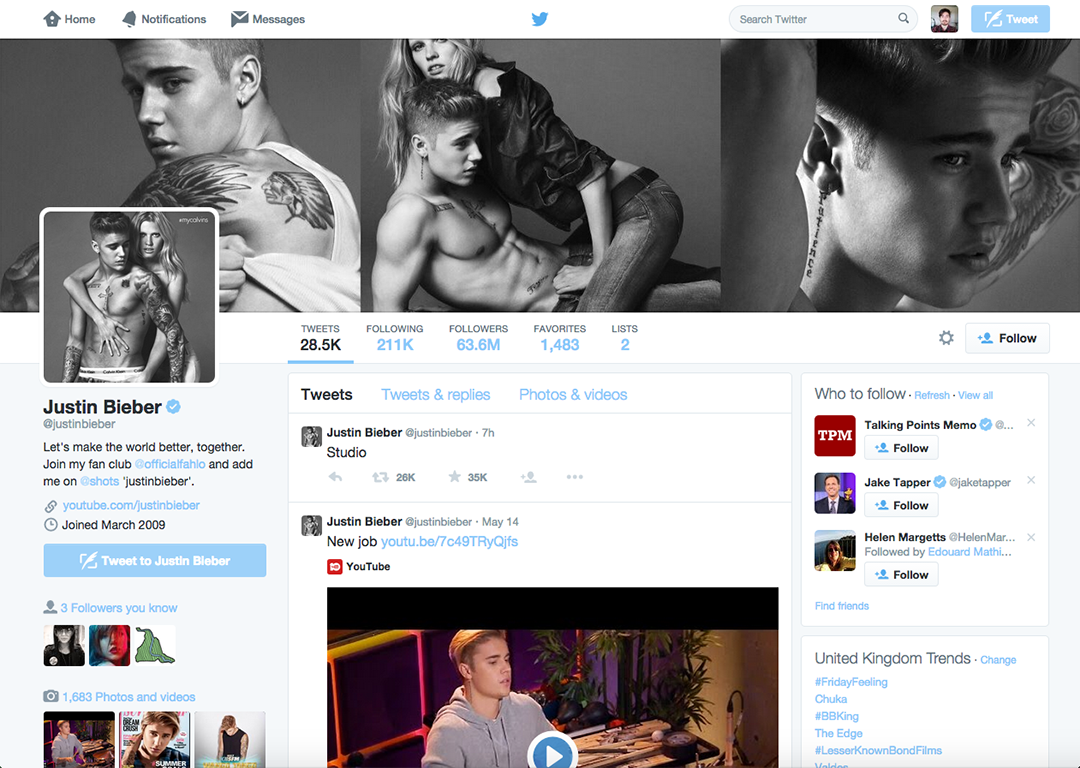 Home
Notifications
Messages
Search Twitter
Tweet
#mycalvins
patience
Calvin Klein
TWEETS
28.5K
FOLLOWING
211K
FOLLOWERS
63.6M
FAVORITES
1,483
LISTS
2
Follow
Justin Bieber
@justinbieber
Let's make the world better, together.
Join my fan club @officialfahlo and add
me on @shots 'justinbieber'.
youtube.com/justinbieber
Joined March 2009
Tweet to Justin Bieber
3 Followers you know
1,683 Photos and videos
DREAM
CRUSH
SUMMER
Tweets
Tweets & replies
Photos & videos
Justin Bieber @justinbieber · 7h
Studio
26K
35K
Justin Bieber @justinbieber · May 14
New job youtu.be/7c49TRyQjfs
YouTube
Who to follow · Refresh · View all
TPM
Talking Points Memo @...
Follow
Jake Tapper @jaketapper
Follow
Helen Margetts @HelenMar...
Followed by Edouard Mathi...
Follow
Find friends
United Kingdom Trends · Change
#FridayFeeling
Chuka
#BBKing
The Edge
#LesserKnownBondFilms
Valdes